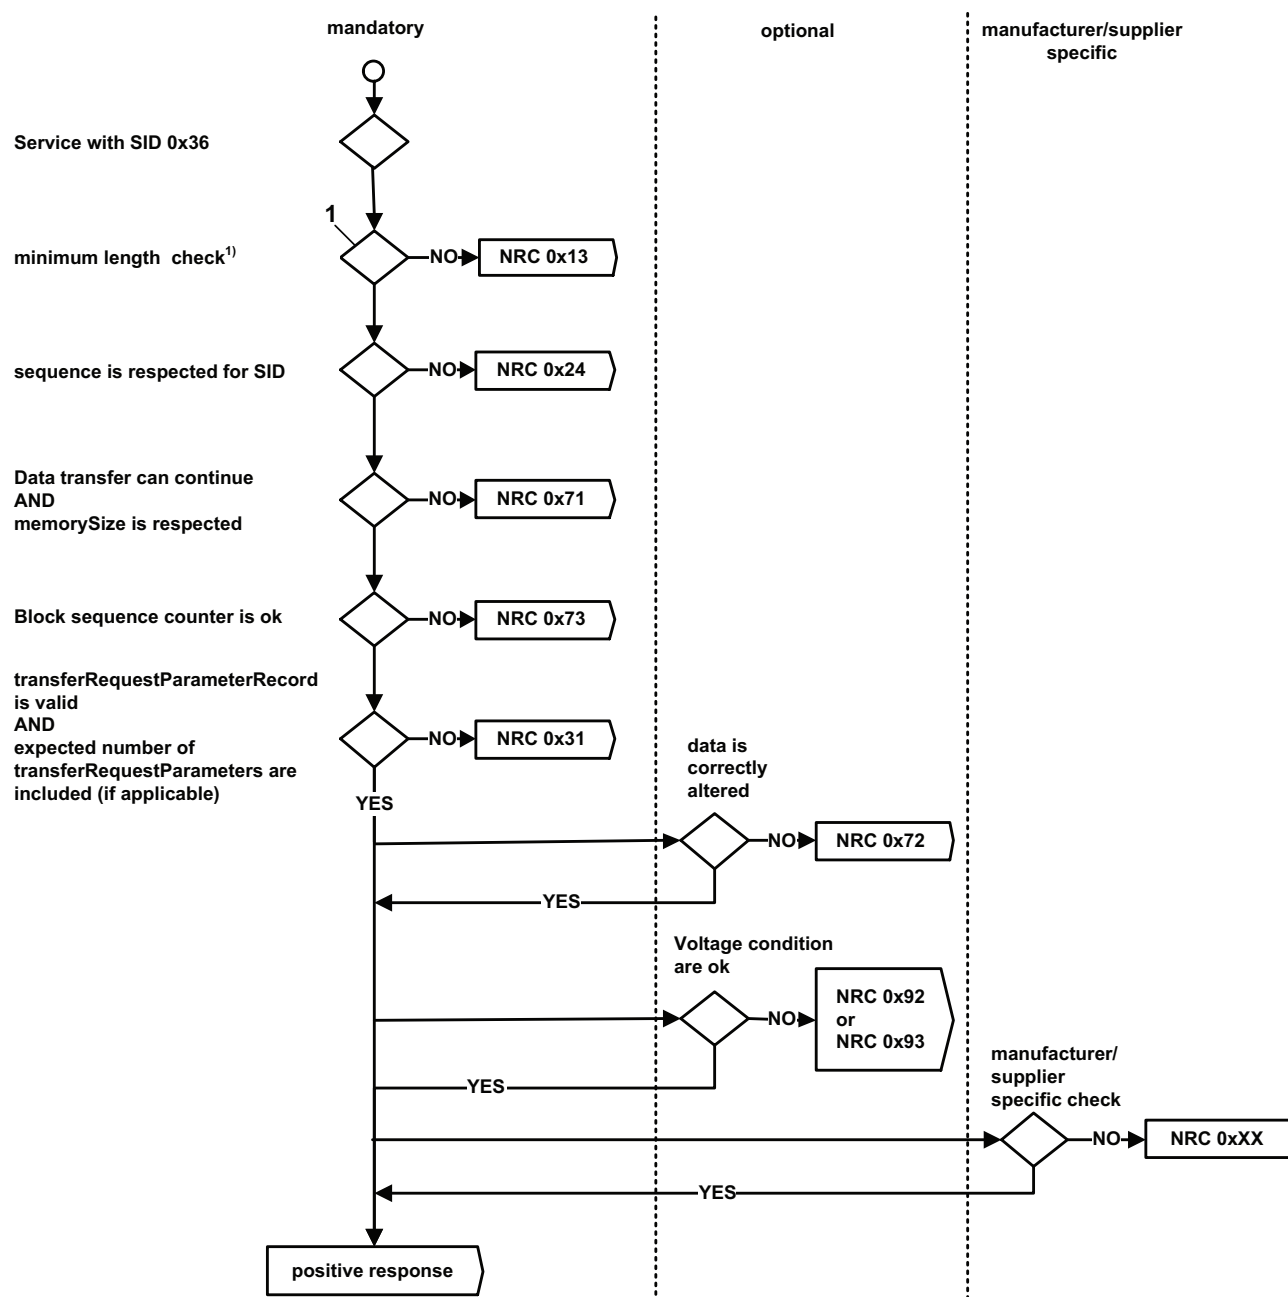 mandatory
optional
manufacturer/supplier
specific
Service with SID 0x36
1
minimum length check1)
NO
NRC 0x13
sequence is respected for SID
NO
NRC 0x24
Data transfer can continue
AND
memorySize is respected
NO
NRC 0x71
Block sequence counter is ok
NO
NRC 0x73
transferRequestParameterRecord
is valid
AND
expected number of
transferRequestParameters are
included (if applicable)
NO
NRC 0x31
YES
data is
correctly
altered
NO
NRC 0x72
YES
Voltage condition
are ok
NO
NRC 0x92
or
NRC 0x93
YES
manufacturer/
supplier
specific check
NO
NRC 0xXX
YES
positive response